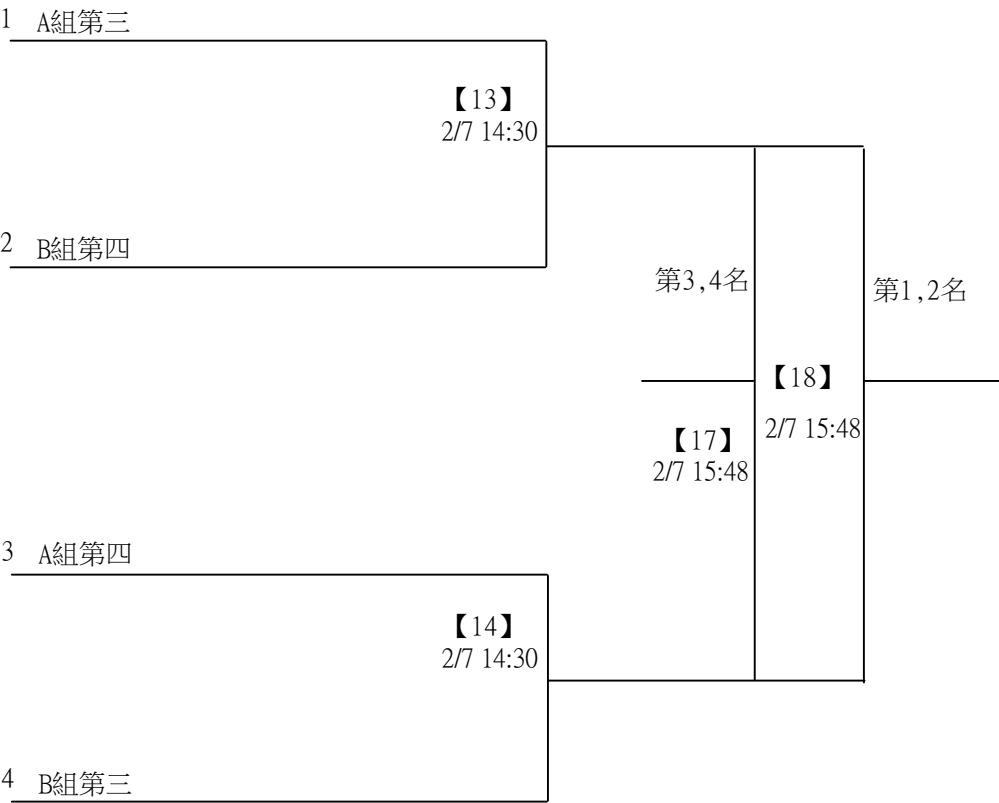 1 A組第三
【13】
2/7 14:30
2 B組第四
第3,4名
第1,2名
【18】
2/7 15:48
【17】
2/7 15:48
3 A組第四
【14】
2/7 14:30
4 B組第三